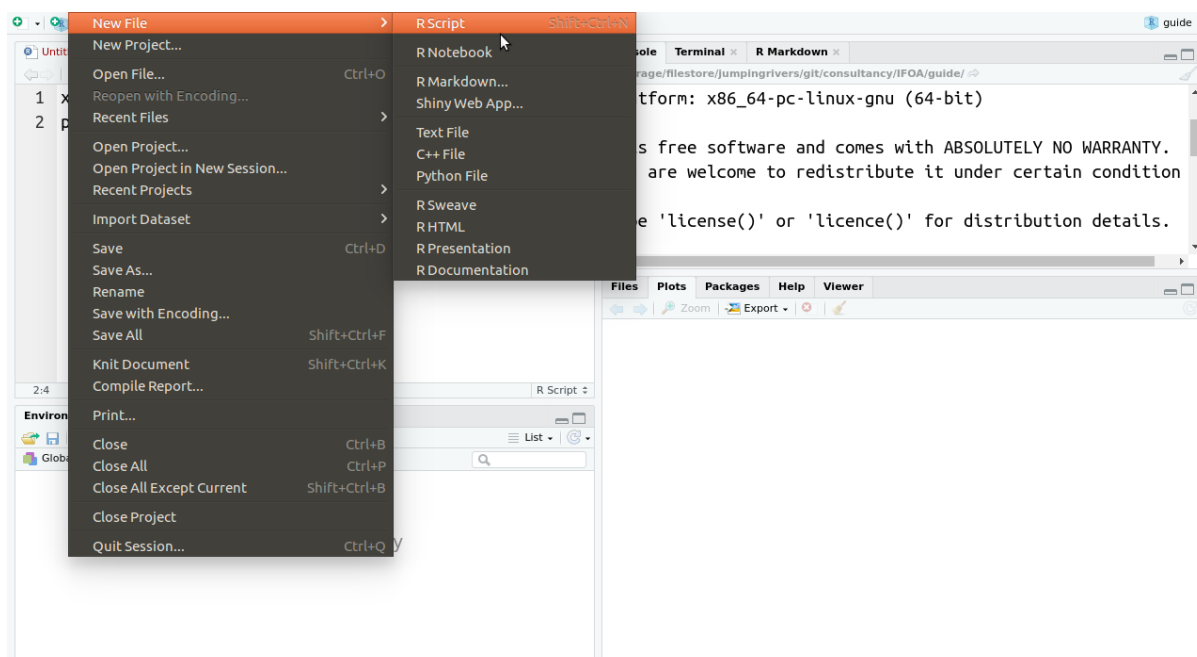 guide
New File
New Project...
Open File... Ctrl+O
Reopen with Encoding...
Recent Files
Open Project...
Open Project in New Session...
Recent Projects
Import Dataset
Save Ctrl+D
Save As...
Rename
Save with Encoding...
Save All Shift+Ctrl+F
Knit Document Shift+Ctrl+K
Compile Report...
Print...
Close Ctrl+B
Close All Ctrl+P
Close All Except Current Shift+Ctrl+B
Close Project
Quit Session... Ctrl+Q
R Script Shift+Ctrl+N
R Notebook
R Markdown...
Shiny Web App...
Text File
C++ File
Python File
R Sweave
R HTML
R Presentation
R Documentation
Untit
1 x
2 p
2:4 R Script
sole Terminal R Markdown
rage/filestore/jumpingrivers/git/consultancy/IFOA/guide/
tform: x86_64-pc-linux-gnu (64-bit)
s free software and comes with ABSOLUTELY NO WARRANTY.
are welcome to redistribute it under certain condition
e 'license()' or 'licence()' for distribution details.
Environ
List
Globa
y
Files Plots Packages Help Viewer
Zoom Export